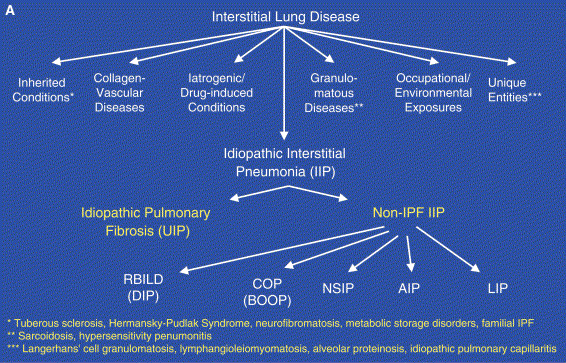 A
Interstitial Lung Disease
Inherited
Conditions*
Collagen-
Vascular
Diseases
Iatrogenic/
Drug-induced
Conditions
Granulo-
matous
Diseases**
Occupational/
Environmental
Exposures
Unique
Entities***
Idiopathic Interstitial
Pneumonia (IIP)
Idiopathic Pulmonary
Fibrosis (UIP)
Non-IPF IIP
RBILD
(DIP)
COP
(BOOP)
NSIP
AIP
LIP
* Tuberous sclerosis, Hermansky-Pudlak Syndrome, neurofibromatosis, metabolic storage disorders, familial IPF
** Sarcoidosis, hypersensitivity penumonitis
*** Langerhans' cell granulomatosis, lymphangioleiomyomatosis, alveolar proteinosis, idiopathic pulmonary capillaritis